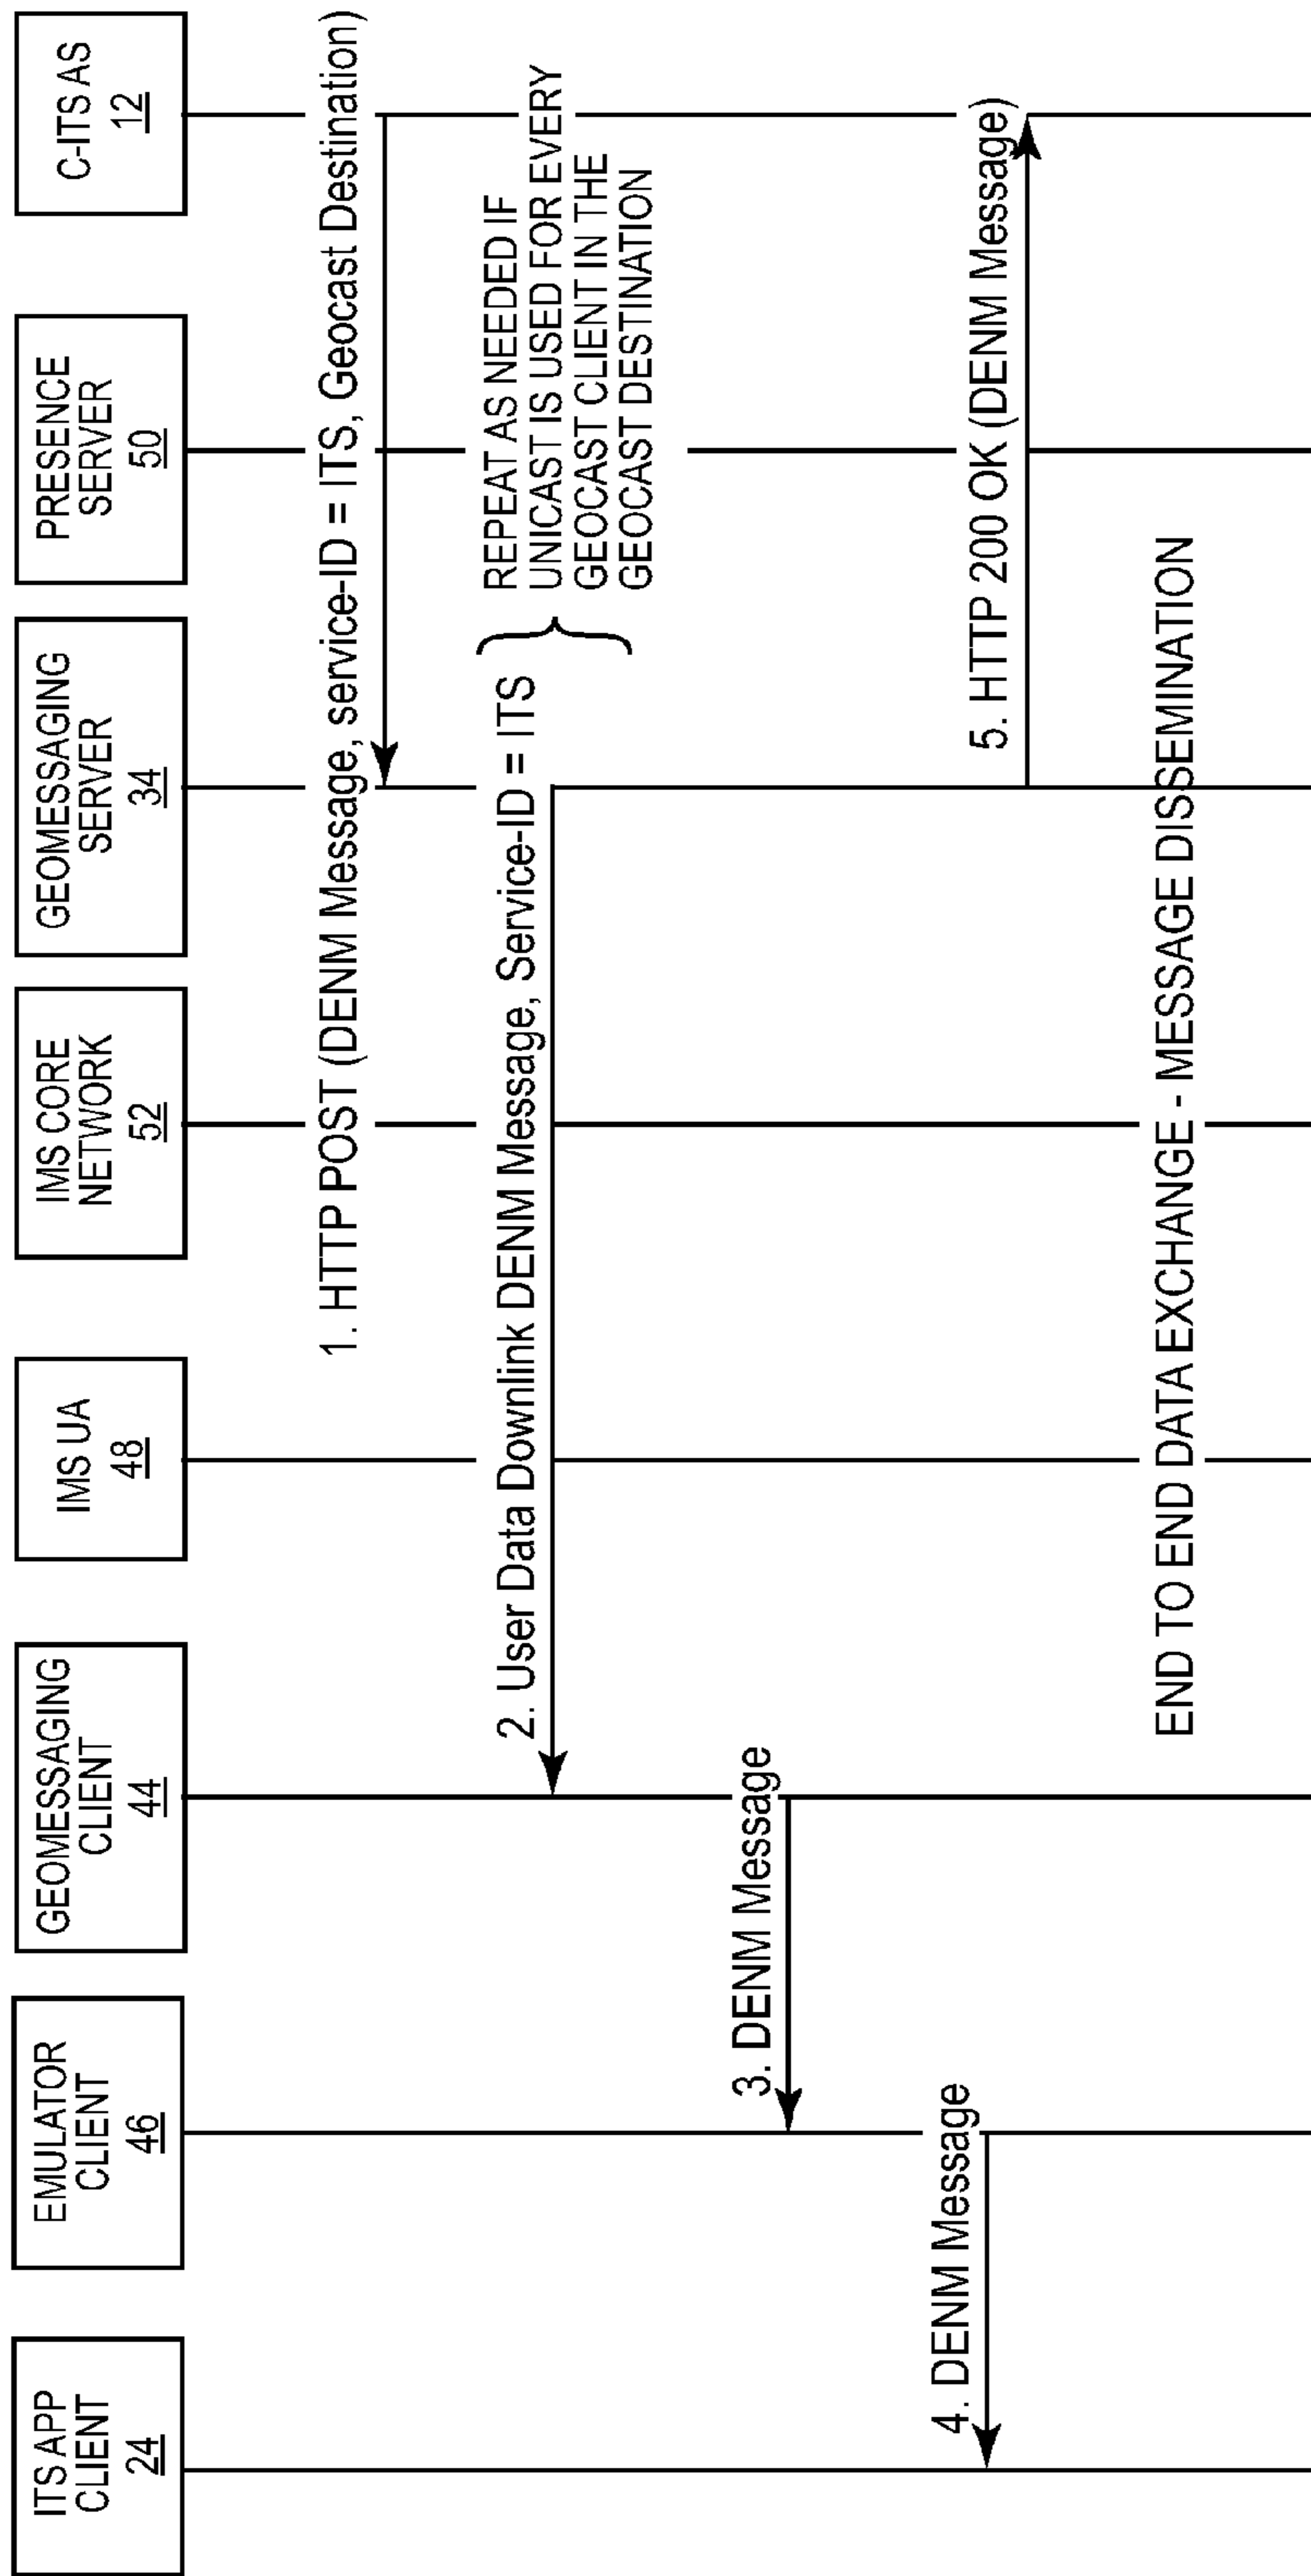 ITS APP
CLIENT
24
EMULATOR
CLIENT
46
GEOMESSAGING
CLIENT
44
IMS UA
48
IMS CORE
NETWORK
52
GEOMESSAGING
SERVER
34
PRESENCE
SERVER
50
C-ITS AS
12
1. HTTP POST (DENM Message, service-ID = ITS, Geocast Destination)
2. User Data Downlink DENM Message, Service-ID = ITS
REPEAT AS NEEDED IF
UNICAST IS USED FOR EVERY
GEOCAST CLIENT IN THE
GEOCAST DESTINATION
3. DENM Message
4. DENM Message
5. HTTP 200 OK (DENM Message)
END TO END DATA EXCHANGE - MESSAGE DISSEMINATION